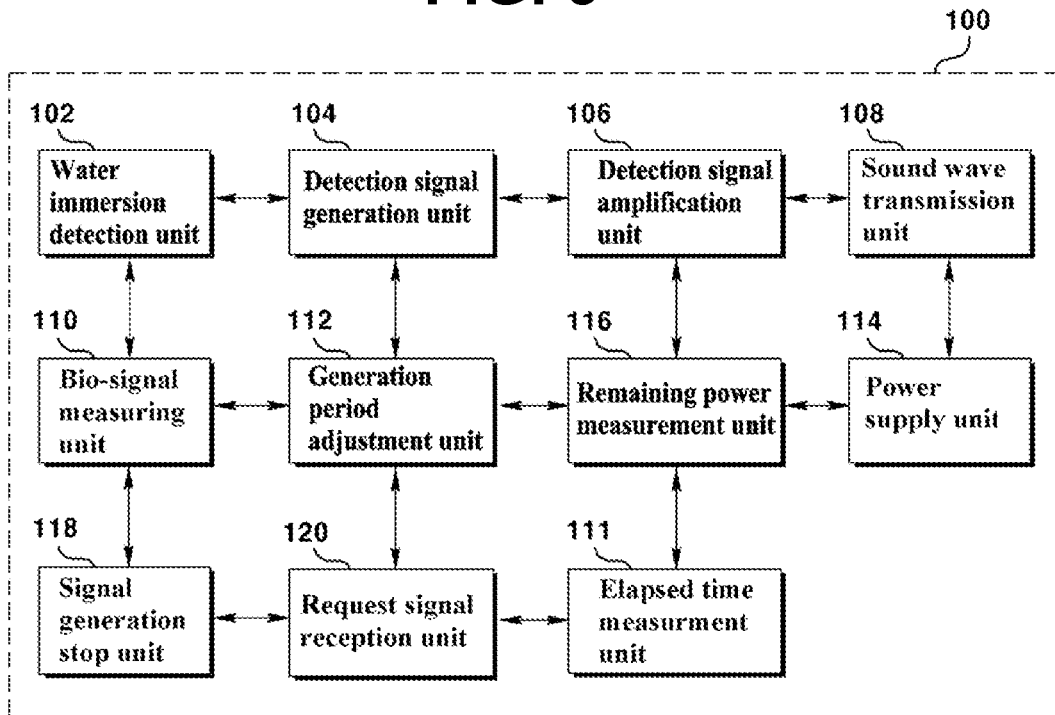 100
102
104
106
108
Water
immersion
detection unit
Detection signal
generation unit
Detection signal
amplification
unit
Sound wave
transmission
unit
110
112
116
114
Bio-signal
measuring
unit
Generation
period
adjustment unit
Remaining power
measurement unit
Power
supply unit
118
120
111
Signal
generation
stop unit
Request signal
reception unit
Elapsed time
measurment
unit